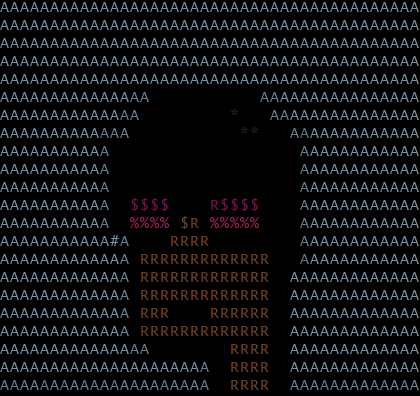 AAAAAAAAAAAAAAAAAAAAAAAAAAAAAAAAAAAAAAAAAA
AAAAAAAAAAAAAAAAAAAAAAAAAAAAAAAAAAAAAAAAAA
AAAAAAAAAAAAAAAAAAAAAAAAAAAAAAAAAAAAAAAAAA
AAAAAAAAAAAAAAAAAAAAAAAAAAAAAAAAAAAAAAAAAA
AAAAAAAAAAAAAAAAAAAAAAAAAAAAAAAAAAAAAAAAAA
AAAAAAAAAAAAAAA           AAAAAAAAAAAAAAAA
AAAAAAAAAAAAAA         *   AAAAAAAAAAAAAAA
AAAAAAAAAAAAA           **   AAAAAAAAAAAAA
AAAAAAAAAAA                   AAAAAAAAAAAA
AAAAAAAAAAA                   AAAAAAAAAAAA
AAAAAAAAAAA                   AAAAAAAAAAAA
AAAAAAAAAAA  $$$$    R$$$$    AAAAAAAAAAAA
AAAAAAAAAAA  %%%% $R %%%%%    AAAAAAAAAAAA
AAAAAAAAAAA#A    RRRR         AAAAAAAAAAAA
AAAAAAAAAAAAA RRRRRRRRRRRRR   AAAAAAAAAAAA
AAAAAAAAAAAAA RRRRRRRRRRRRR  AAAAAAAAAAAAA
AAAAAAAAAAAAA RRRRRRRRRRRRR  AAAAAAAAAAAAA
AAAAAAAAAAAAA RRR    RRRRRR  AAAAAAAAAAAAA
AAAAAAAAAAAAA RRRRRRRRRRRRR  AAAAAAAAAAAAA
AAAAAAAAAAAAAAA        RRRR  AAAAAAAAAAAAA
AAAAAAAAAAAAAAAAAAAAA  RRRR  AAAAAAAAAAAAA
AAAAAAAAAAAAAAAAAAAAA  RRRR  AAAAAAAAAAAAA